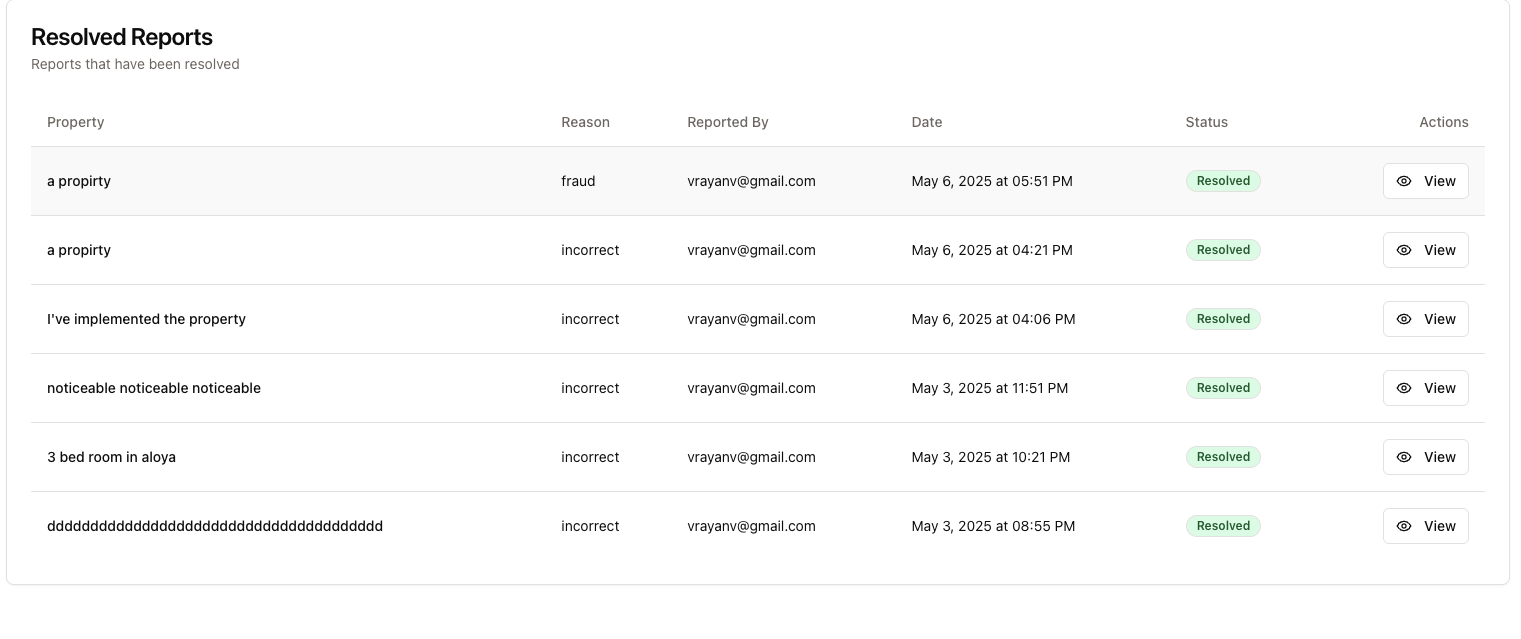 Resolved Reports
Reports that have been resolved
Property Reason Reported By Date Status Actions
a propirty fraud vrayanv@gmail.com May 6, 2025 at 05:51 PM Resolved View
a propirty incorrect vrayanv@gmail.com May 6, 2025 at 04:21 PM Resolved View
I've implemented the property incorrect vrayanv@gmail.com May 6, 2025 at 04:06 PM Resolved View
noticeable noticeable noticeable incorrect vrayanv@gmail.com May 3, 2025 at 11:51 PM Resolved View
3 bed room in aloya incorrect vrayanv@gmail.com May 3, 2025 at 10:21 PM Resolved View
ddddddddddddddddddddddddddddddddddddddd incorrect vrayanv@gmail.com May 3, 2025 at 08:55 PM Resolved View